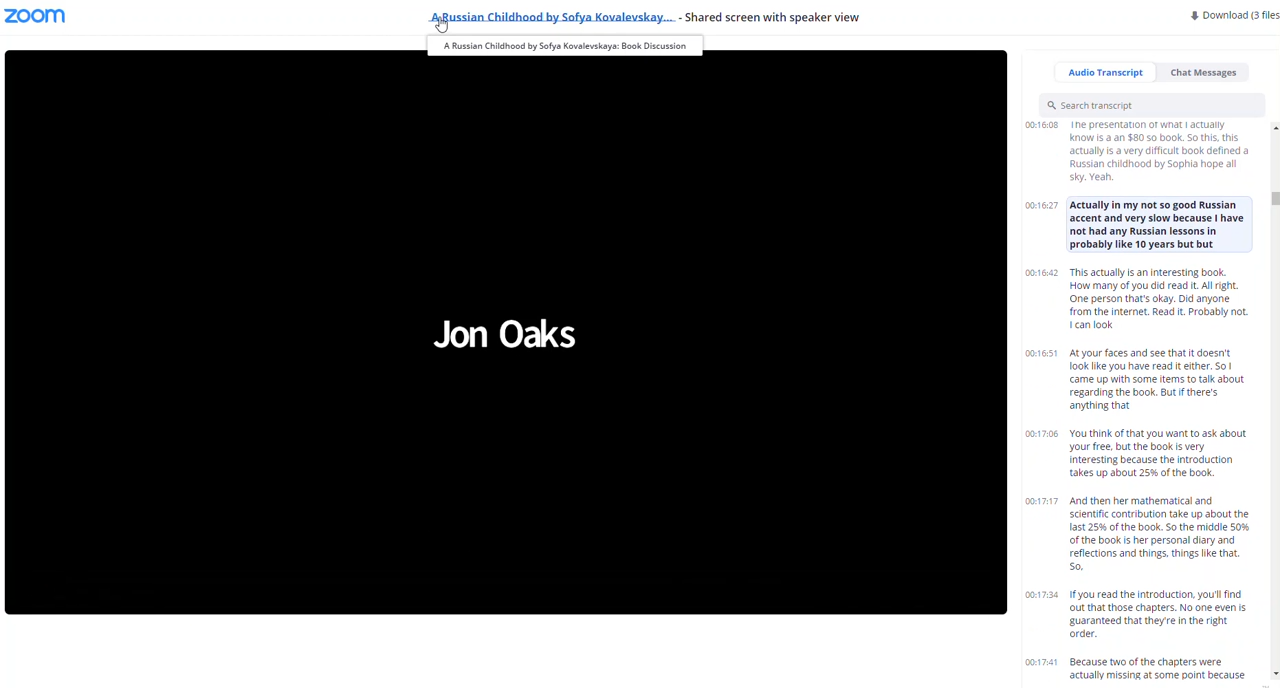 zoom
A Russian Childhood by Sofya Kovalevskay... - Shared screen with speaker view
Download (3 files
A Russian Childhood by Sofya Kovalevskaya: Book Discussion
Jon Oaks
Audio Transcript
Chat Messages
Search transcript
00:16:08
The presentation of what I actually
know is a an $80 so book. So this, this
actually is a very difficult book defined a
Russian childhood by Sophia hope all
sky. Yeah.
00:16:27
Actually in my not so good Russian
accent and very slow because I have
not had any Russian lessons in
probably like 10 years but but
00:16:42
This actually is an interesting book.
How many of you did read it. All right.
One person that's okay. Did anyone
from the internet. Read it. Probably not.
I can look
00:16:51
At your faces and see that it doesn't
look like you have read it either. So I
came up with some items to talk about
regarding the book. But if there's
anything that
00:17:06
You think of that you want to ask about
your free, but the book is very
interesting because the introduction
takes up about 25% of the book.
00:17:17
And then her mathematical and
scientific contribution take up about the
last 25% of the book. So the middle 50%
of the book is her personal diary and
reflections and things, things like that.
So,
00:17:34
If you read the introduction, you'll find
out that those chapters. No one even is
guaranteed that they're in the right
order.
00:17:41
Because two of the chapters were
actually missing at some point because